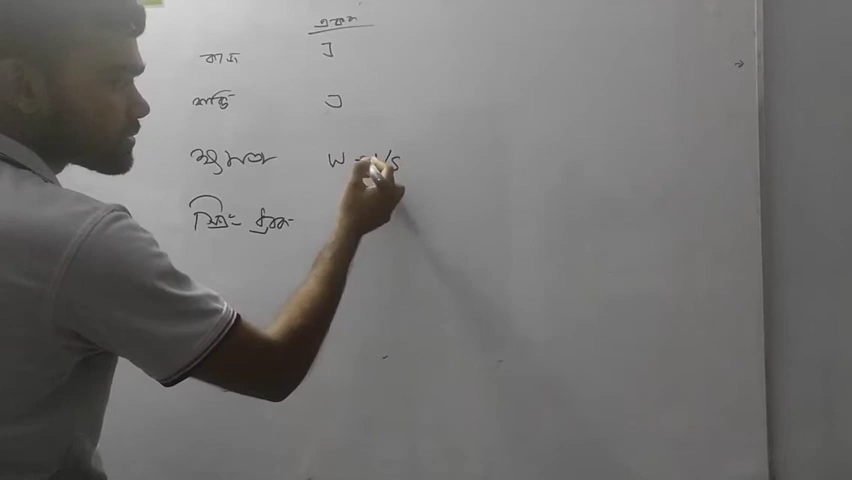 একক
কাজ J
শক্তি J
ক্ষমতা W = J/s
স্প্রিং ধ্রুবক